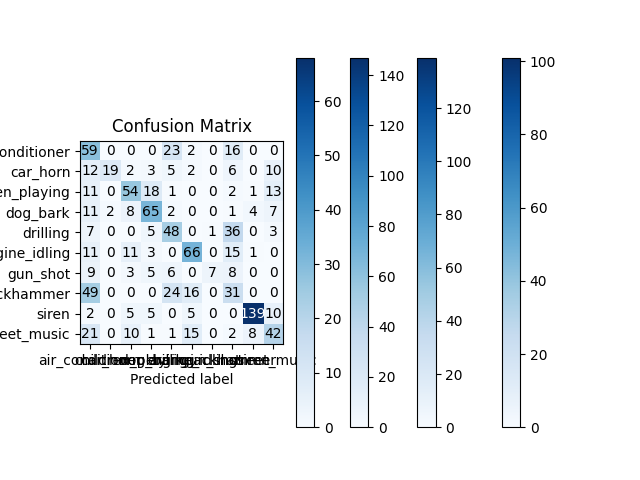 Confusion Matrix
onditioner 59 0 0 0 23 2 0 16 0 0
car_horn 12 19 2 3 5 2 0 6 0 10
en_playing 11 0 54 18 1 0 0 2 1 13
dog_bark 11 2 8 65 2 0 0 1 4 7
drilling 7 0 0 5 48 0 1 36 0 3
gine_idling 11 0 11 3 0 66 0 15 1 0
gun_shot 9 0 3 5 6 0 7 8 0 0
ckhammer 49 0 0 0 24 16 0 31 0 0
siren 2 0 5 5 0 5 0 0 139 10
eet_music 21 0 10 1 1 15 0 2 8 42
Predicted label
60
50
40
30
20
10
0
140
120
100
80
60
40
20
0
120
100
80
60
40
20
0
100
80
60
40
20
0